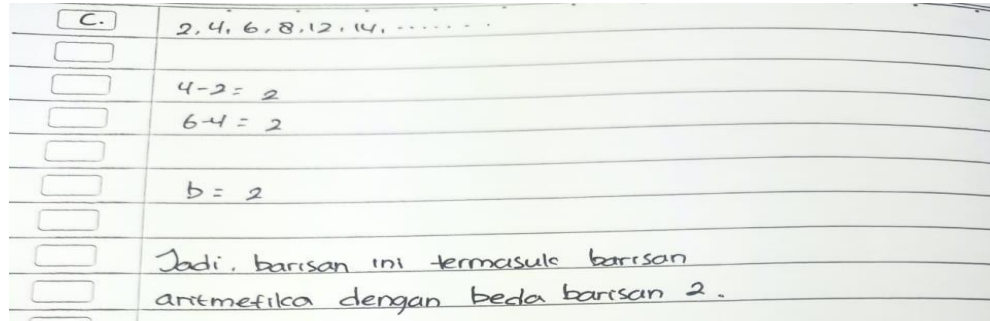 C. 2, 4, 6, 8, 12, 14, .......
4-2 = 2
6-4 = 2
b = 2
Jadi, barisan ini termasuk barisan
aritmetika dengan beda barisan 2.